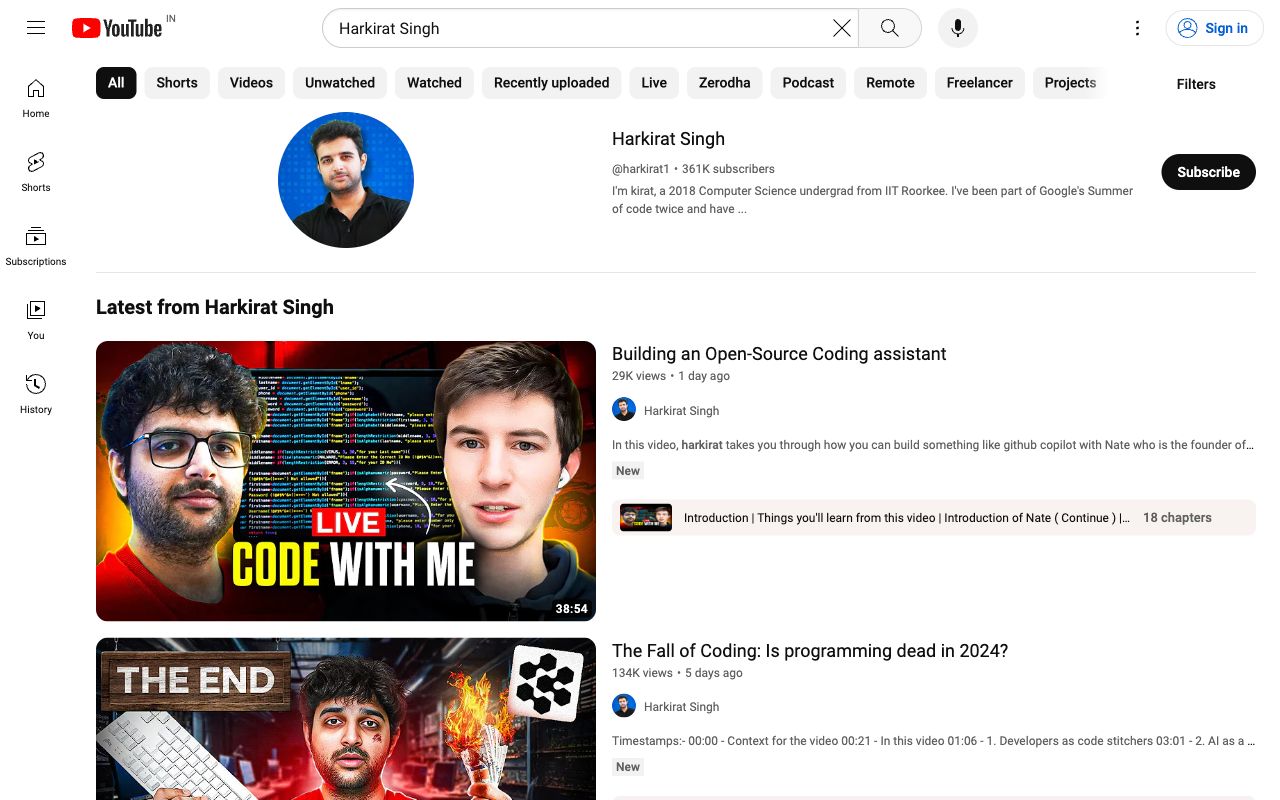 YouTube IN
Harkirat Singh
Sign in
All
Shorts
Videos
Unwatched
Watched
Recently uploaded
Live
Zerodha
Podcast
Remote
Freelancer
Projects
Filters
Home
Shorts
Subscriptions
You
History
Harkirat Singh
@harkirat1 • 361K subscribers
I'm kirat, a 2018 Computer Science undergrad from IIT Roorkee. I've been part of Google's Summer
of code twice and have ...
Subscribe
Latest from Harkirat Singh
LIVE
CODE WITH ME
38:54
Building an Open-Source Coding assistant
29K views • 1 day ago
Harkirat Singh
In this video, harkirat takes you through how you can build something like github copilot with Nate who is the founder of...
New
Introduction | Things you'll learn from this video | Introduction of Nate ( Continue ) |...
18 chapters
THE END
The Fall of Coding: Is programming dead in 2024?
134K views • 5 days ago
Harkirat Singh
Timestamps:- 00:00 - Context for the video 00:21 - In this video 01:06 - 1. Developers as code stitchers 03:01 - 2. AI as a ...
New